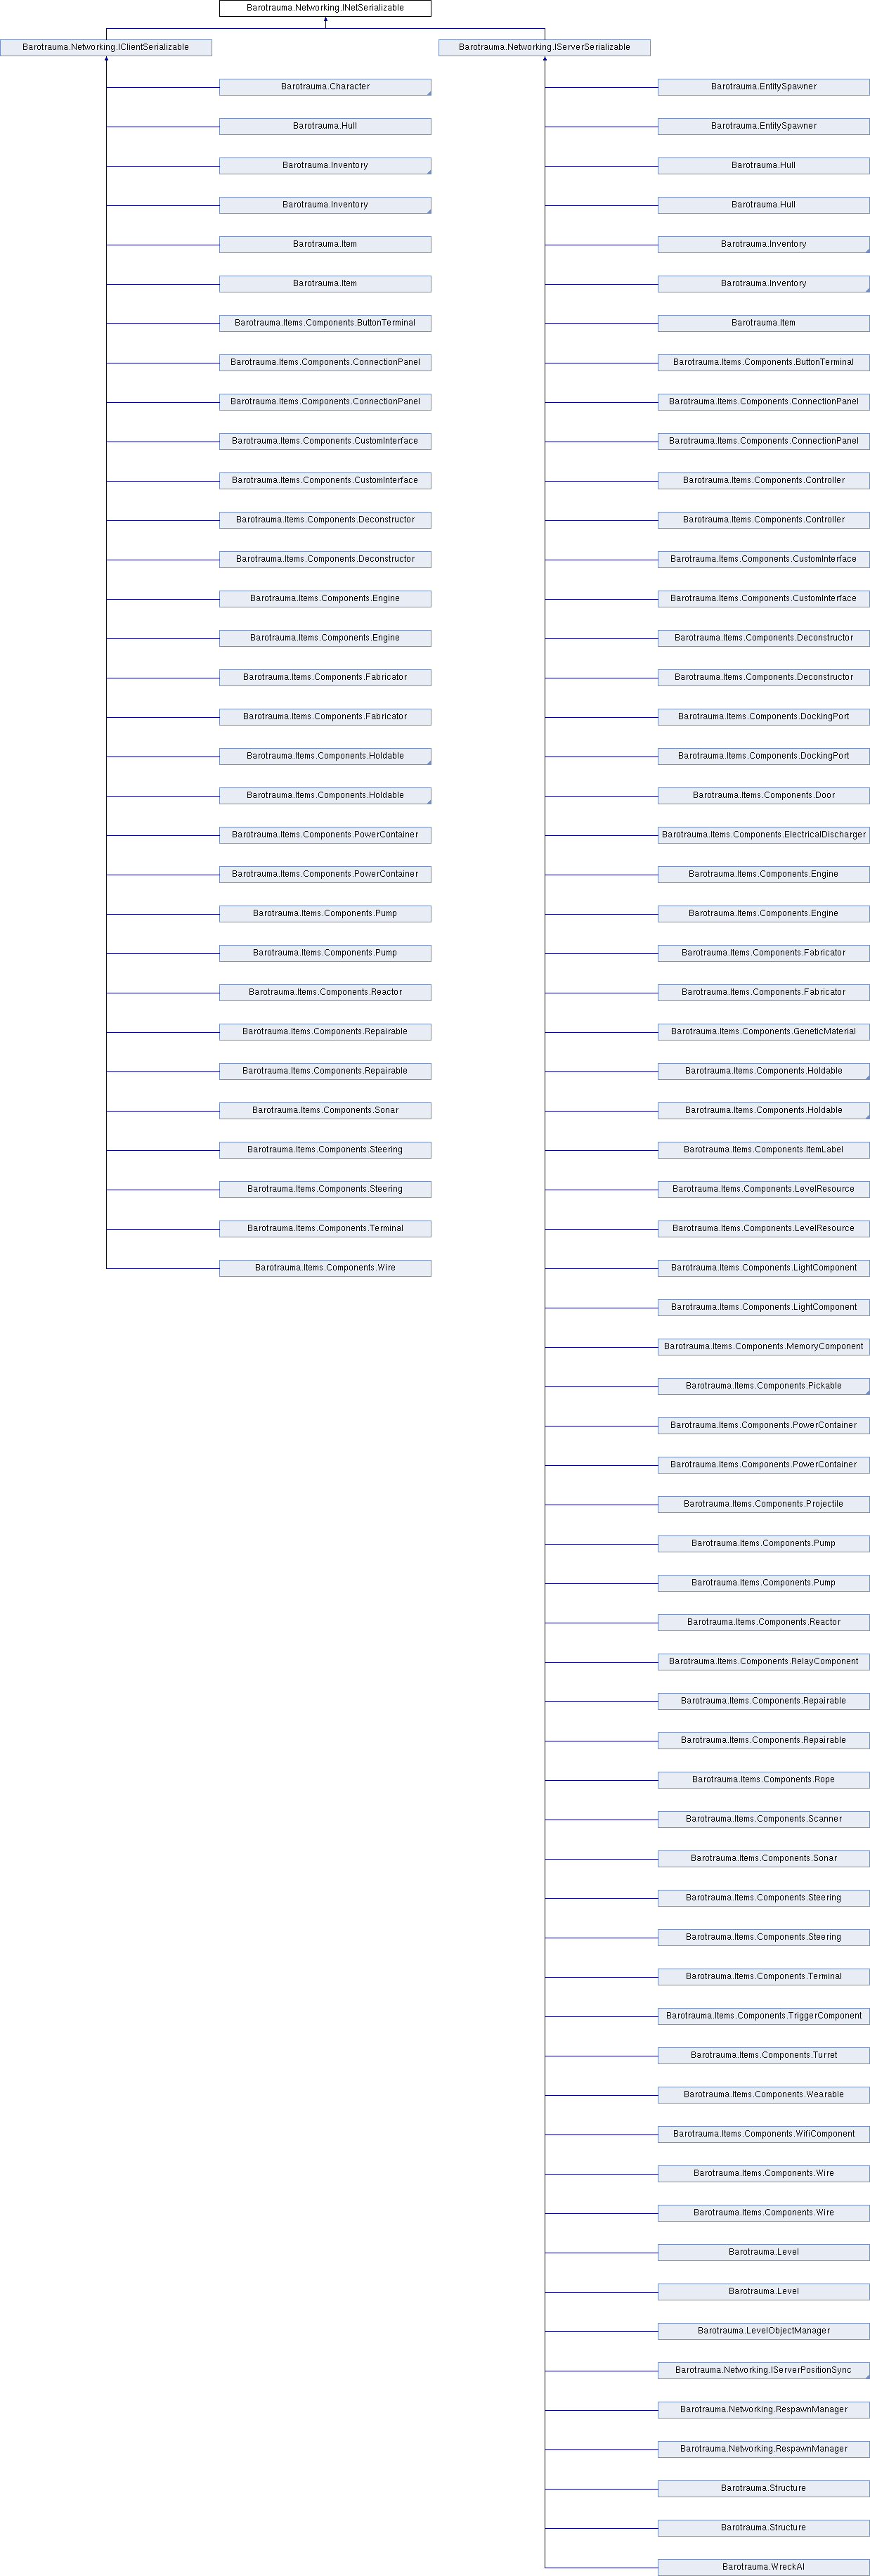 Barotrauma.Networking.INetSerializable
Barotrauma.Networking.IClientSerializable
Barotrauma.Networking.IServerSerializable
Barotrauma.Character
Barotrauma.EntitySpawner
Barotrauma.Hull
Barotrauma.EntitySpawner
Barotrauma.Inventory
Barotrauma.Hull
Barotrauma.Inventory
Barotrauma.Hull
Barotrauma.Item
Barotrauma.Inventory
Barotrauma.Item
Barotrauma.Inventory
Barotrauma.Items.Components.ButtonTerminal
Barotrauma.Item
Barotrauma.Items.Components.ConnectionPanel
Barotrauma.Items.Components.ButtonTerminal
Barotrauma.Items.Components.ConnectionPanel
Barotrauma.Items.Components.ConnectionPanel
Barotrauma.Items.Components.CustomInterface
Barotrauma.Items.Components.ConnectionPanel
Barotrauma.Items.Components.CustomInterface
Barotrauma.Items.Components.Controller
Barotrauma.Items.Components.Deconstructor
Barotrauma.Items.Components.Controller
Barotrauma.Items.Components.Deconstructor
Barotrauma.Items.Components.CustomInterface
Barotrauma.Items.Components.Engine
Barotrauma.Items.Components.CustomInterface
Barotrauma.Items.Components.Engine
Barotrauma.Items.Components.Deconstructor
Barotrauma.Items.Components.Fabricator
Barotrauma.Items.Components.Deconstructor
Barotrauma.Items.Components.Fabricator
Barotrauma.Items.Components.DockingPort
Barotrauma.Items.Components.Holdable
Barotrauma.Items.Components.DockingPort
Barotrauma.Items.Components.Holdable
Barotrauma.Items.Components.Door
Barotrauma.Items.Components.PowerContainer
Barotrauma.Items.Components.ElectricalDischarger
Barotrauma.Items.Components.PowerContainer
Barotrauma.Items.Components.Engine
Barotrauma.Items.Components.Pump
Barotrauma.Items.Components.Engine
Barotrauma.Items.Components.Pump
Barotrauma.Items.Components.Fabricator
Barotrauma.Items.Components.Reactor
Barotrauma.Items.Components.Fabricator
Barotrauma.Items.Components.Repairable
Barotrauma.Items.Components.GeneticMaterial
Barotrauma.Items.Components.Repairable
Barotrauma.Items.Components.Holdable
Barotrauma.Items.Components.Sonar
Barotrauma.Items.Components.Holdable
Barotrauma.Items.Components.Steering
Barotrauma.Items.Components.ItemLabel
Barotrauma.Items.Components.Steering
Barotrauma.Items.Components.LevelResource
Barotrauma.Items.Components.Terminal
Barotrauma.Items.Components.LevelResource
Barotrauma.Items.Components.Wire
Barotrauma.Items.Components.LightComponent
Barotrauma.Items.Components.LightComponent
Barotrauma.Items.Components.MemoryComponent
Barotrauma.Items.Components.Pickable
Barotrauma.Items.Components.PowerContainer
Barotrauma.Items.Components.PowerContainer
Barotrauma.Items.Components.Projectile
Barotrauma.Items.Components.Pump
Barotrauma.Items.Components.Pump
Barotrauma.Items.Components.Reactor
Barotrauma.Items.Components.RelayComponent
Barotrauma.Items.Components.Repairable
Barotrauma.Items.Components.Repairable
Barotrauma.Items.Components.Rope
Barotrauma.Items.Components.Scanner
Barotrauma.Items.Components.Sonar
Barotrauma.Items.Components.Steering
Barotrauma.Items.Components.Steering
Barotrauma.Items.Components.Terminal
Barotrauma.Items.Components.TriggerComponent
Barotrauma.Items.Components.Turret
Barotrauma.Items.Components.Wearable
Barotrauma.Items.Components.WifiComponent
Barotrauma.Items.Components.Wire
Barotrauma.Items.Components.Wire
Barotrauma.Level
Barotrauma.Level
Barotrauma.LevelObjectManager
Barotrauma.Networking.IServerPositionSync
Barotrauma.Networking.RespawnManager
Barotrauma.Networking.RespawnManager
Barotrauma.Structure
Barotrauma.Structure
Barotrauma.WreckAI